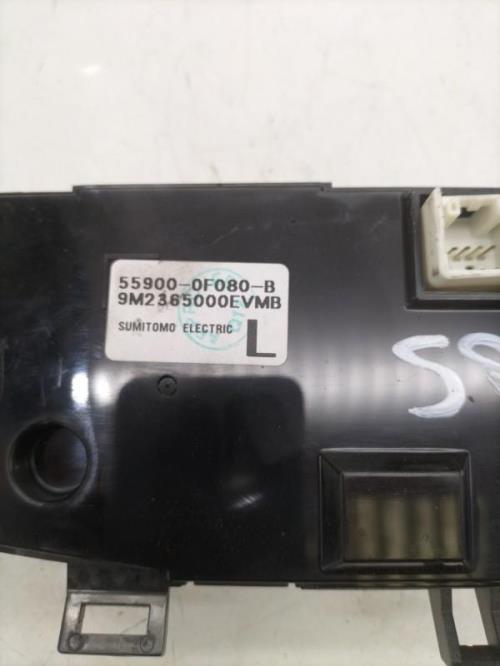 55900-0F080-B
9M2365000EVMB
SUMITOMO ELECTRIC L